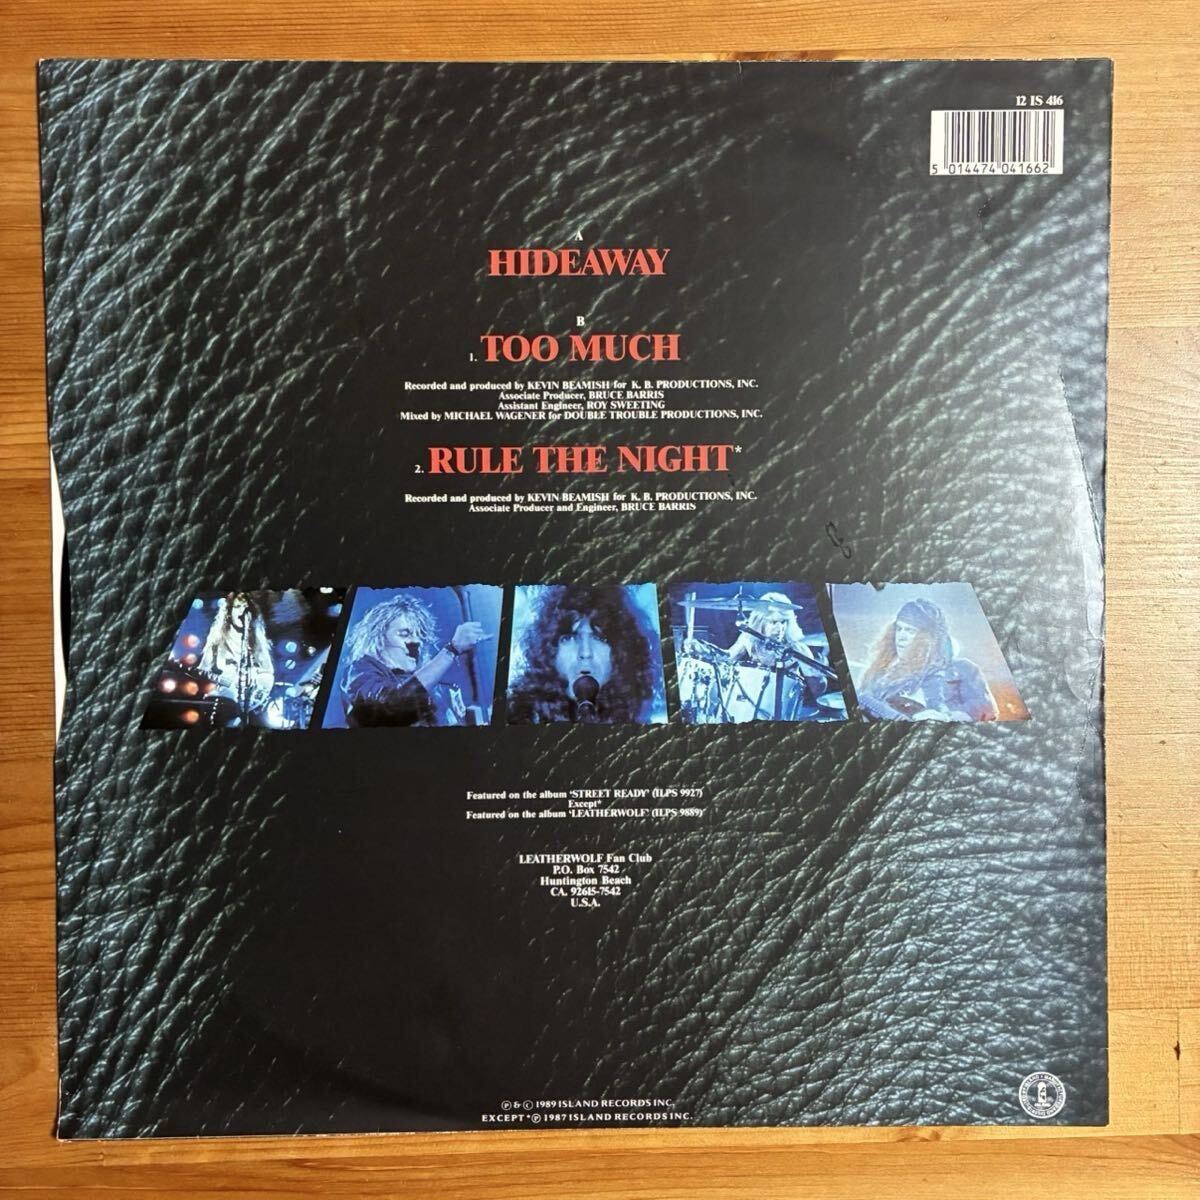 12 IS 416
5 014474 041662
A
HIDEAWAY
B
1. TOO MUCH
Recorded and produced by KEVIN BEAMISH for K. B. PRODUCTIONS, INC.
Associate Producer, BRUCE BARRIS
Assistant Engineer, ROY SWEETING
Mixed by MICHAEL WAGENER for DOUBLE TROUBLE PRODUCTIONS, INC.
2. RULE THE NIGHT*
Recorded and produced by KEVIN BEAMISH for K. B. PRODUCTIONS, INC.
Associate Producer and Engineer, BRUCE BARRIS
Featured on the album 'STREET READY' (ILPS 9927)
Except*
Featured on the album 'LEATHERWOLF' (ILPS 9889)
LEATHERWOLF Fan Club
P.O. Box 7542
Huntington Beach
CA. 92615-7542
U.S.A.
℗ & © 1989 ISLAND RECORDS INC.
EXCEPT * ℗ 1987 ISLAND RECORDS INC.